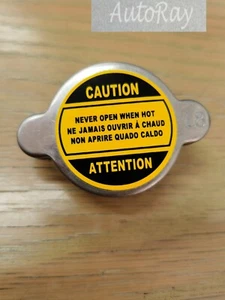 AutoRay
CAUTION
NEVER OPEN WHEN HOT
NE JAMAIS OUVRIR À CHAUD
NON APRIRE QUADO CALDO
ATTENTION